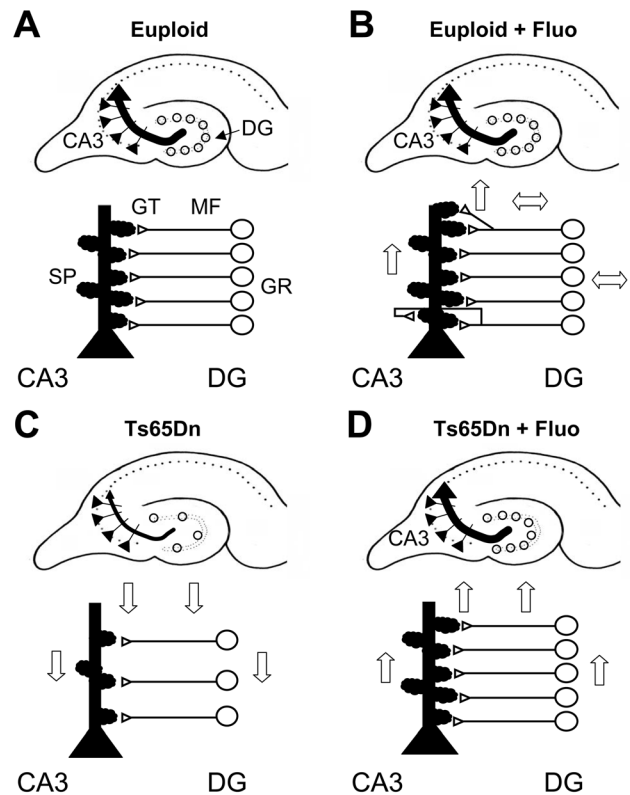 A
Euploid
CA3
DG
GT MF
SP
GR
CA3 DG
B
Euploid + Fluo
CA3
CA3 DG
C
Ts65Dn
CA3 DG
D
Ts65Dn + Fluo
CA3
CA3 DG